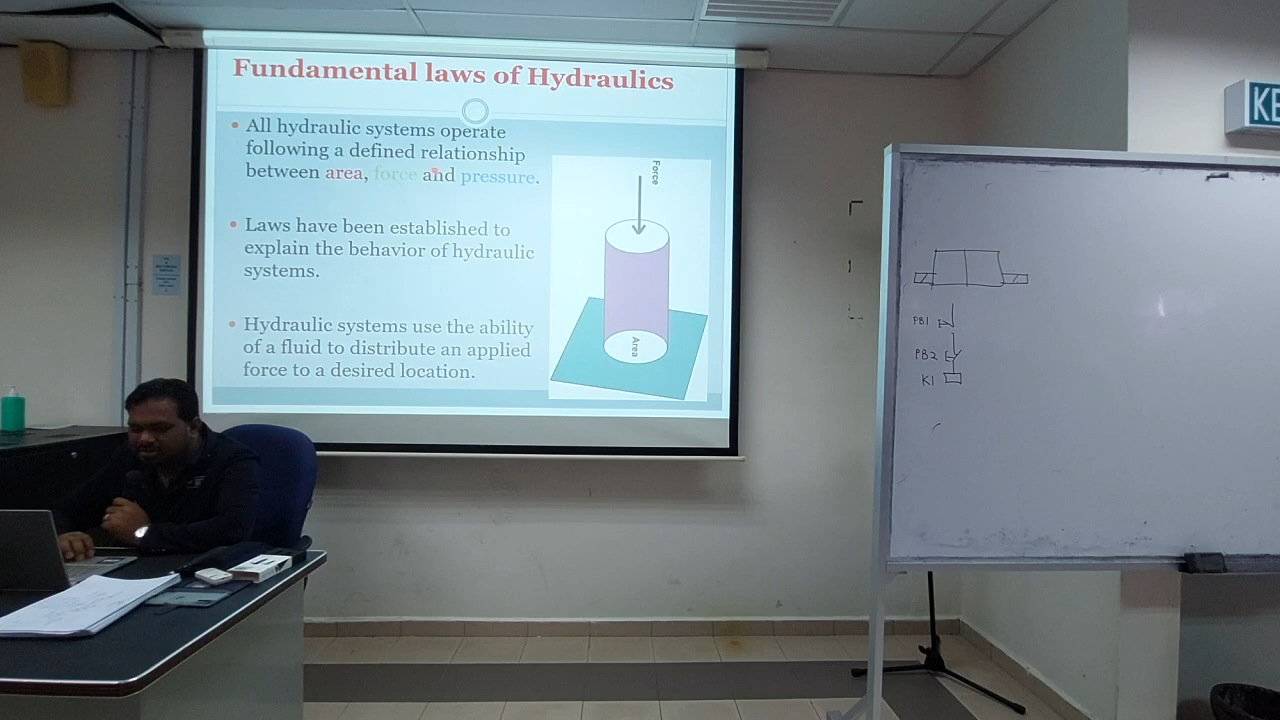 Fundamental laws of Hydraulics
All hydraulic systems operate
following a defined relationship
between area, force and pressure.
Laws have been established to
explain the behavior of hydraulic
systems.
Hydraulic systems use the ability
of a fluid to distribute an applied
force to a desired location.
Force
Area
KE
PB1
PB2
K1